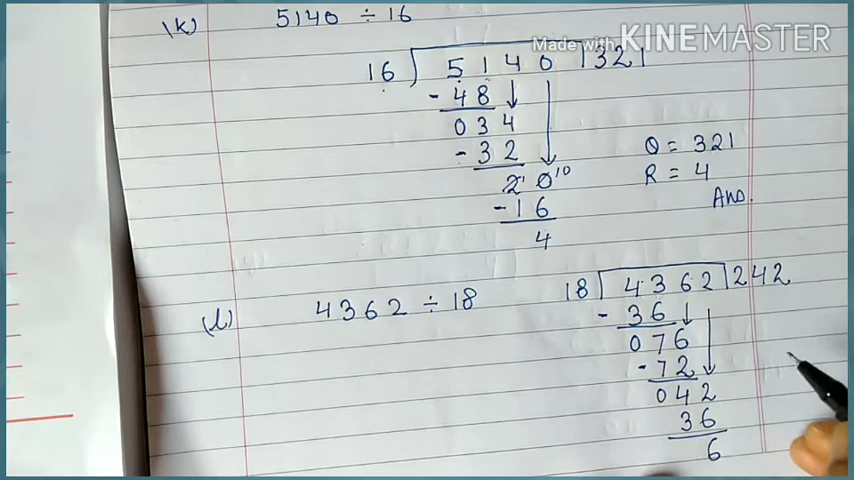 (k) 5140 ÷ 16
Made with KINEMASTER
16 ) 5140 | 321
- 48
034
- 32
20 10
- 16
4
Q = 321
R = 4
Ans.
(l) 4362 ÷ 18
18 | 4362 | 242
- 36
076
- 72
042
36
6